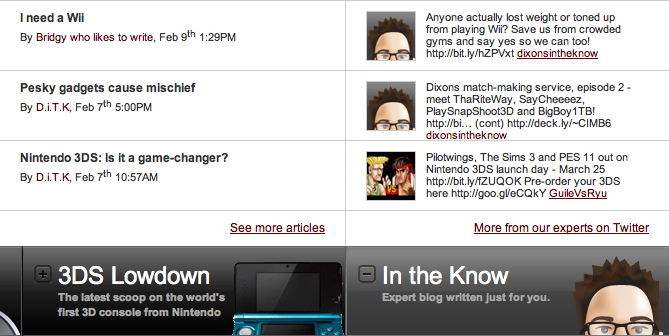 I need a Wii
By Bridgy who likes to write, Feb 9th 1:29PM
Pesky gadgets cause mischief
By D.i.T.K, Feb 7th 5:00PM
Nintendo 3DS: Is it a game-changer?
By D.i.T.K, Feb 7th 10:57AM
See more articles
Anyone actually lost weight or toned up
from playing Wii? Save us from crowded
gyms and say yes so we can too!
http://bit.ly/hZPVxt dixonsintheknow
Dixons match-making service, episode 2 -
meet ThaRiteWay, SayCheeeez,
PlaySnapShoot3D and BigBoy1TB!
http://bi... (cont) http://deck.ly/~CIMB6
dixonsintheknow
Pilotwings, The Sims 3 and PES 11 out on
Nintendo 3DS launch day - March 25
http://bit.ly/fZUQOK Pre-order your 3DS
here http://goo.gl/eCQkY GuileVsRyu
More from our experts on Twitter
3DS Lowdown
The latest scoop on the world's
first 3D console from Nintendo
In the Know
Expert blog written just for you.